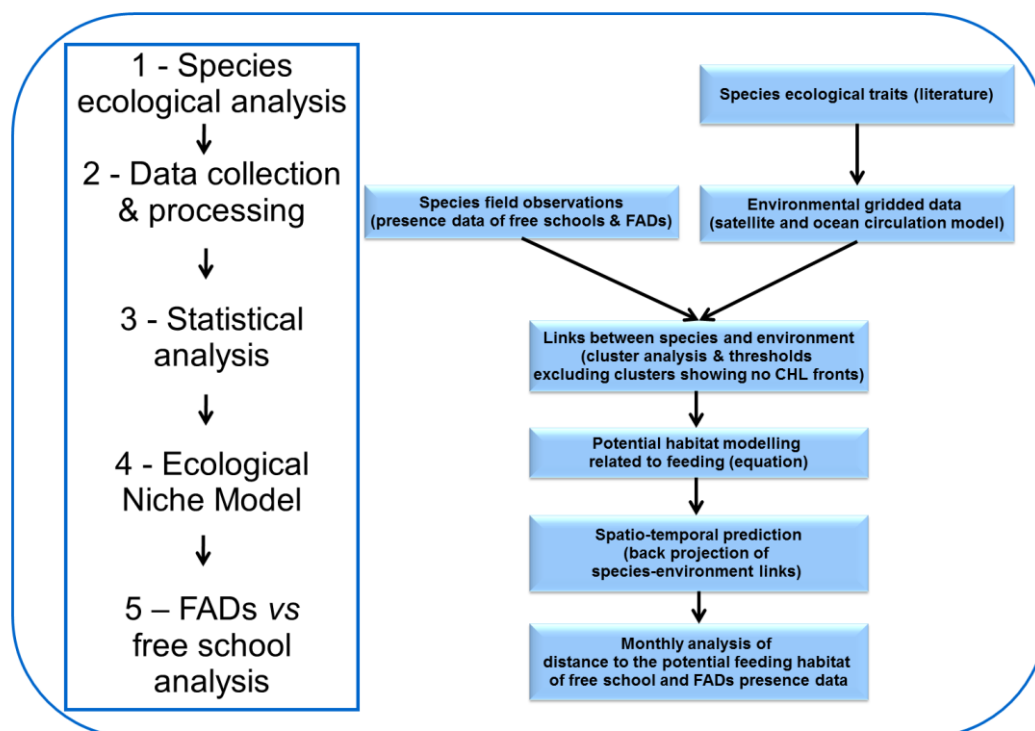 1 - Species
ecological analysis
2 - Data collection
& processing
3 - Statistical
analysis
4 - Ecological
Niche Model
5 – FADs vs
free school
analysis
Species ecological traits (literature)
Species field observations
(presence data of free schools & FADs)
Environmental gridded data
(satellite and ocean circulation model)
Links between species and environment
(cluster analysis & thresholds
excluding clusters showing no CHL fronts)
Potential habitat modelling
related to feeding (equation)
Spatio-temporal prediction
(back projection of
species-environment links)
Monthly analysis of
distance to the potential feeding habitat
of free school and FADs presence data